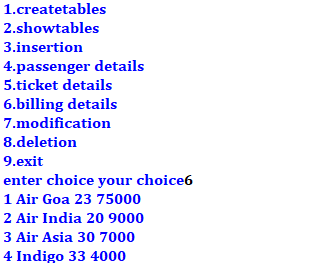 1.createtables
2.showtables
3.insertion
4.passenger details
5.ticket details
6.billing details
7.modification
8.deletion
9.exit
enter choice your choice6
1 Air Goa 23 75000
2 Air India 20 9000
3 Air Asia 30 7000
4 Indigo 33 4000